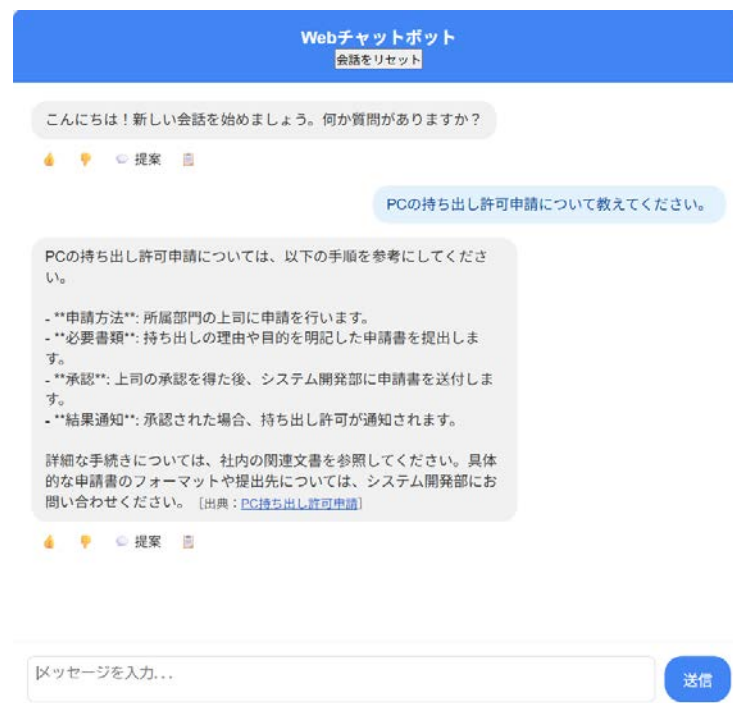 Webチャットボット
会話をリセット
こんにちは！新しい会話を始めましょう。何か質問がありますか？
提案
PCの持ち出し許可申請について教えてください。
PCの持ち出し許可申請については、以下の手順を参考にしてくださ
い。
- **申請方法**: 所属部門の上司に申請を行います。
- **必要書類**: 持ち出しの理由や目的を明記した申請書を提出しま
す。
- **承認**: 上司の承認を得た後、システム開発部に申請書を送付しま
す。
- **結果通知**: 承認された場合、持ち出し許可が通知されます。
詳細な手続きについては、社内の関連文書を参照してください。具体
的な申請書のフォーマットや提出先については、システム開発部にお
問い合わせください。 [出典：PC持ち出し許可申請]
提案
メッセージを入力...
送信